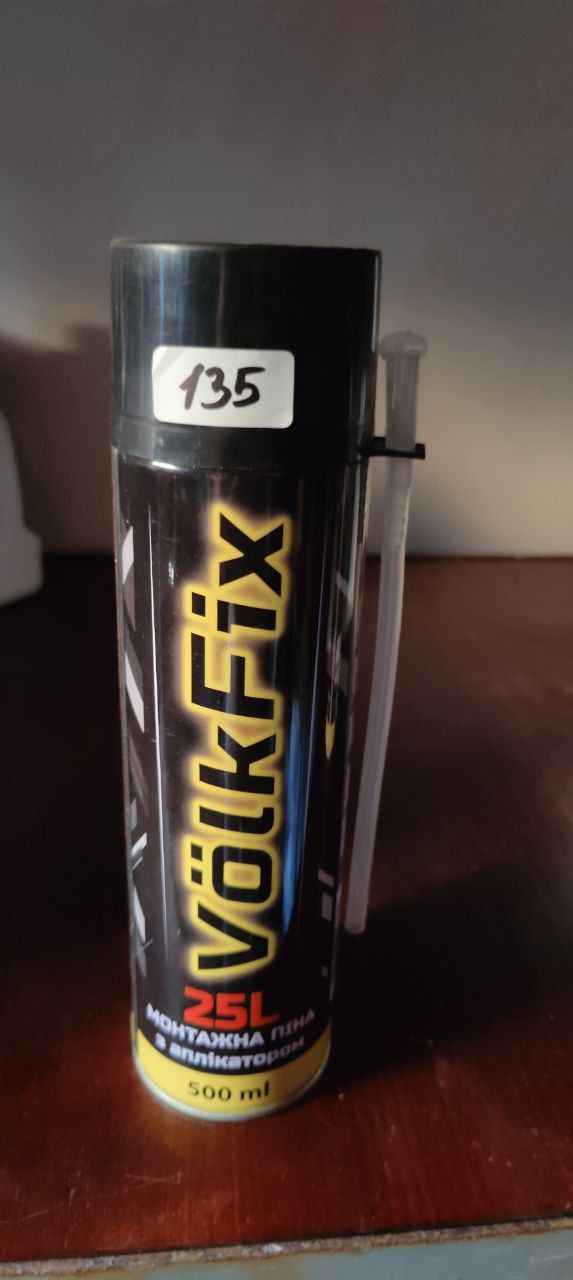 135
VölkFix
25L
МОНТАЖНА ПІНА
з аплікатором
500 ml